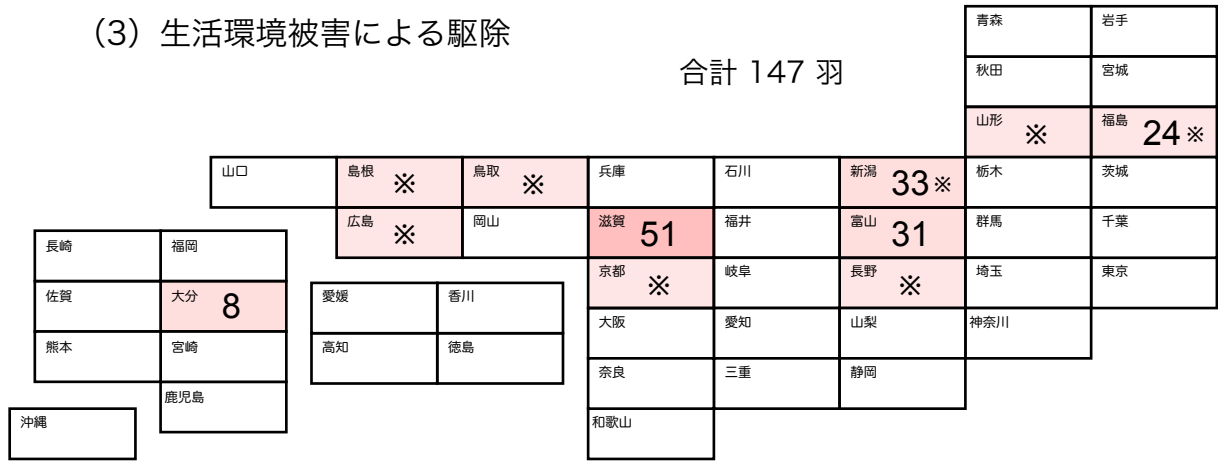 （3）生活環境被害による駆除
合計 147 羽
青森 岩手
秋田 宮城
山形 ※ 福島 24※
山口 島根 ※ 鳥取 ※ 兵庫 石川 新潟 33※ 栃木 茨城
広島 ※ 岡山 滋賀 51 福井 富山 31 群馬 千葉
長崎 福岡
京都 ※ 岐阜 長野 ※ 埼玉 東京
佐賀 大分 8 愛媛 香川
大阪 愛知 山梨 神奈川
熊本 宮崎 高知 徳島
奈良 三重 静岡
鹿児島
沖縄 和歌山